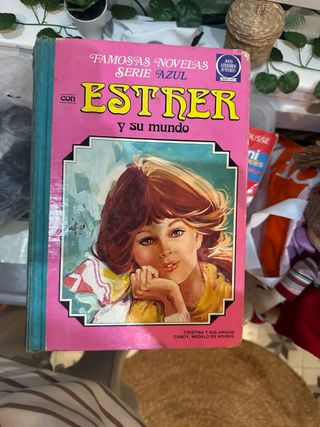 FAMOSAS NOVELAS
SERIE AZUL
con
ESTHER
y su mundo
CRISTINA Y SUS AMIGAS
CANDY, MODELO EN APUROS